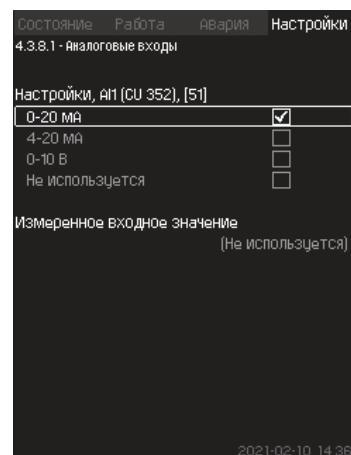 Состояние Работа Авария Настройки
4.3.8.1 - Аналоговые входы
Настройки, AI1 (CU 352), [51]
0-20 мА
4-20 мА
0-10 В
Не используется
Измеренное входное значение
(Не используется)
2021-02-10 14:36